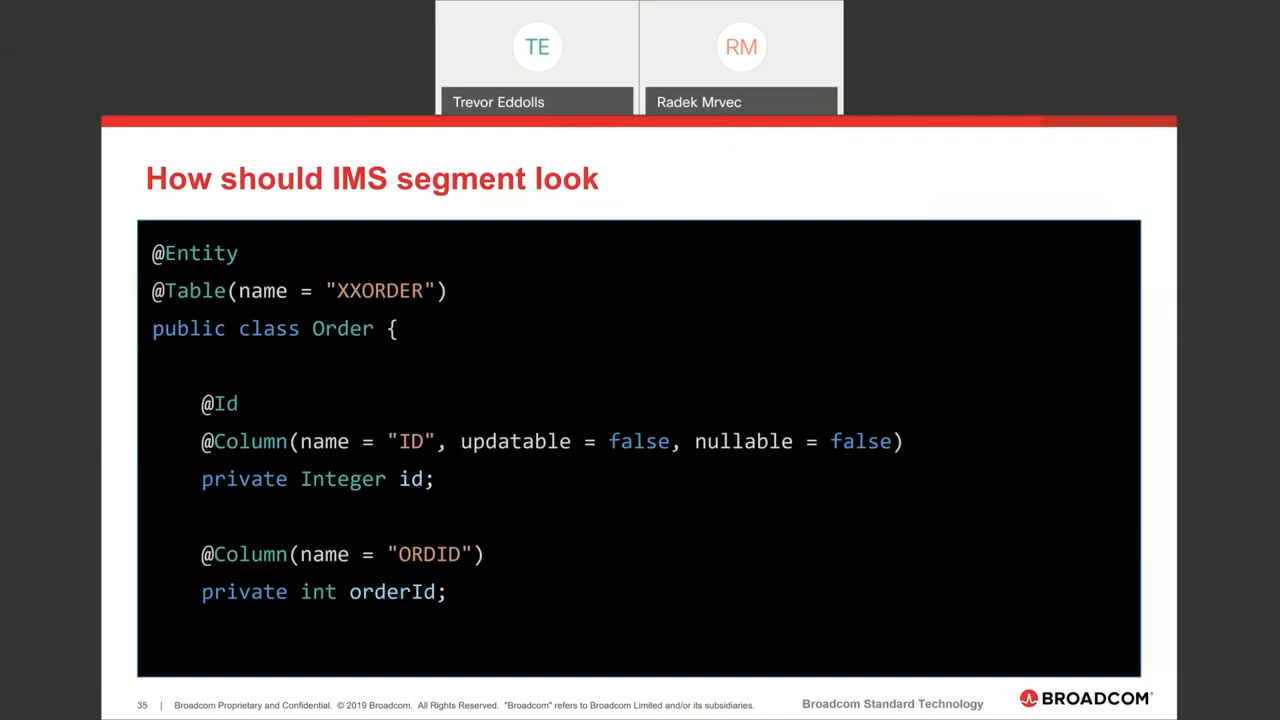 TE
RM
Trevor Eddolls
Radek Mrvec
How should IMS segment look
@Entity
@Table(name = "XXORDER")
public class Order {
@Id
@Column(name = "ID", updatable = false, nullable = false)
private Integer id;
@Column(name = "ORDID")
private int orderId;
35 | Broadcom Proprietary and Confidential. © 2019 Broadcom. All Rights Reserved. "Broadcom" refers to Broadcom Limited and/or its subsidiaries.
Broadcom Standard Technology
BROADCOM®